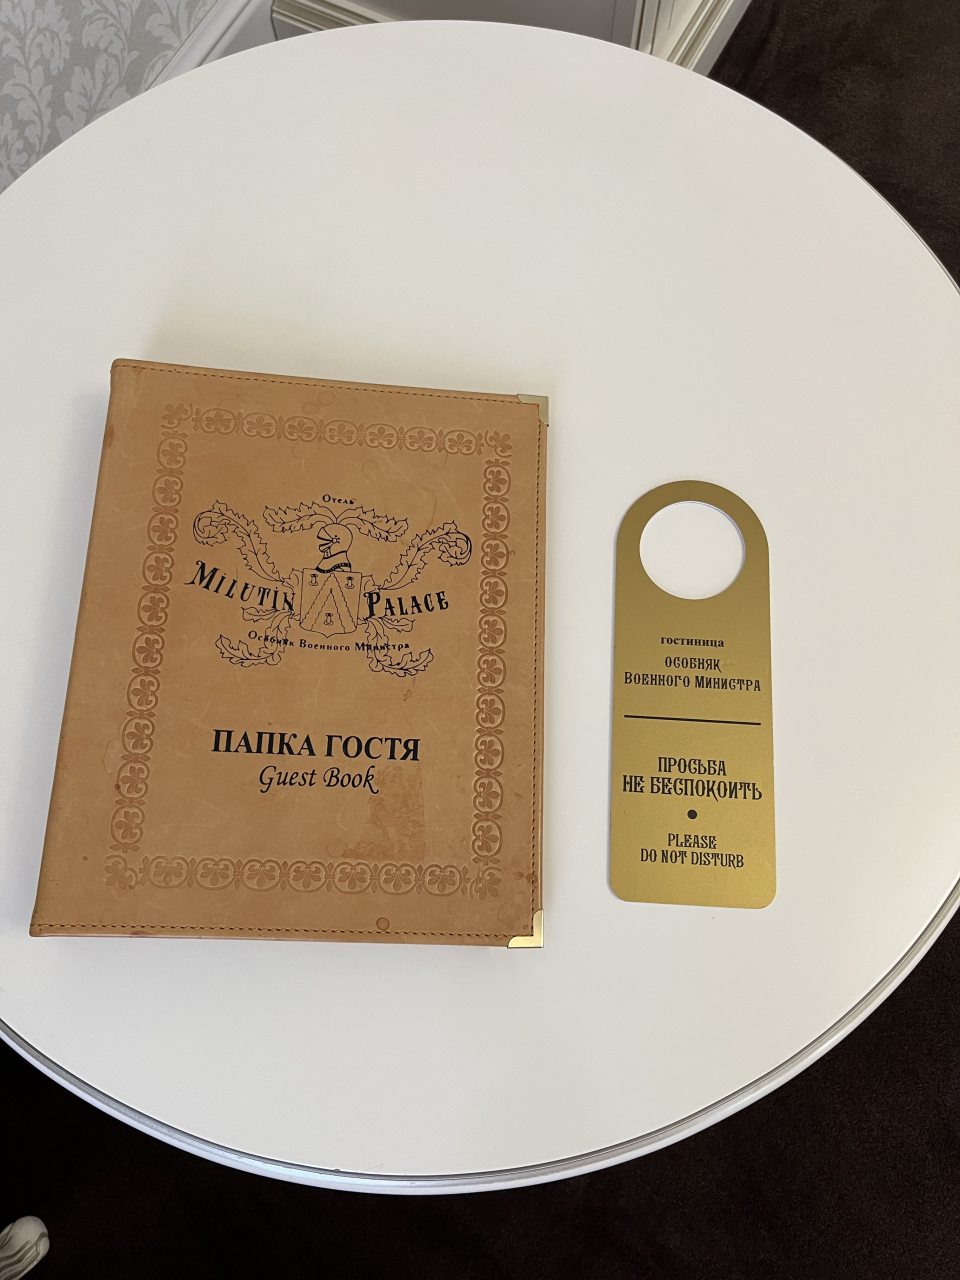 Отель
MILUTIN PALACE
Особняк Военного Министра
ПАПКА ГОСТЯ
Guest Book
гостиница
ОСОБНЯК
ВОЕННОГО МИНИСТРА
ПРОСЬБА
НЕ БЕСПОКОИТЬ
PLEASE
DO NOT DISTURB